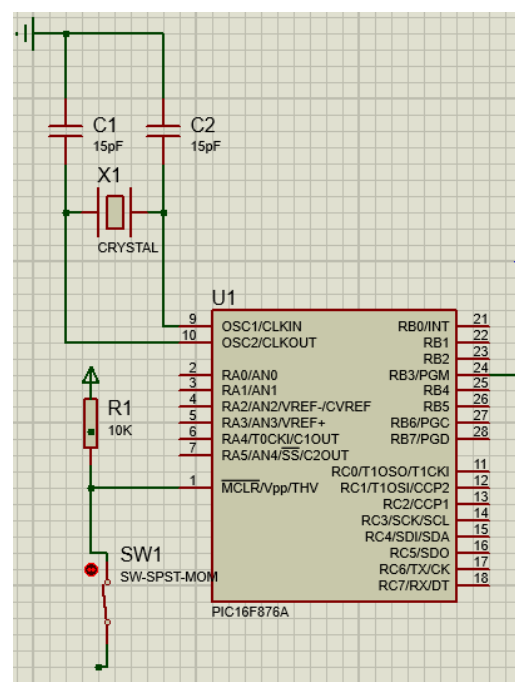 C1
15pF
C2
15pF
X1
CRYSTAL
U1
9
10
2
3
4
5
6
7
1
OSC1/CLKIN
OSC2/CLKOUT
RA0/AN0
RA1/AN1
RA2/AN2/VREF-/CVREF
RA3/AN3/VREF+
RA4/T0CKI/C1OUT
RA5/AN4/SS/C2OUT
MCLR/Vpp/THV
RB0/INT
RB1
RB2
RB3/PGM
RB4
RB5
RB6/PGC
RB7/PGD
RC0/T1OSO/T1CKI
RC1/T1OSI/CCP2
RC2/CCP1
RC3/SCK/SCL
RC4/SDI/SDA
RC5/SDO
RC6/TX/CK
RC7/RX/DT
21
22
23
24
25
26
27
28
11
12
13
14
15
16
17
18
PIC16F876A
R1
10K
SW1
SW-SPST-MOM